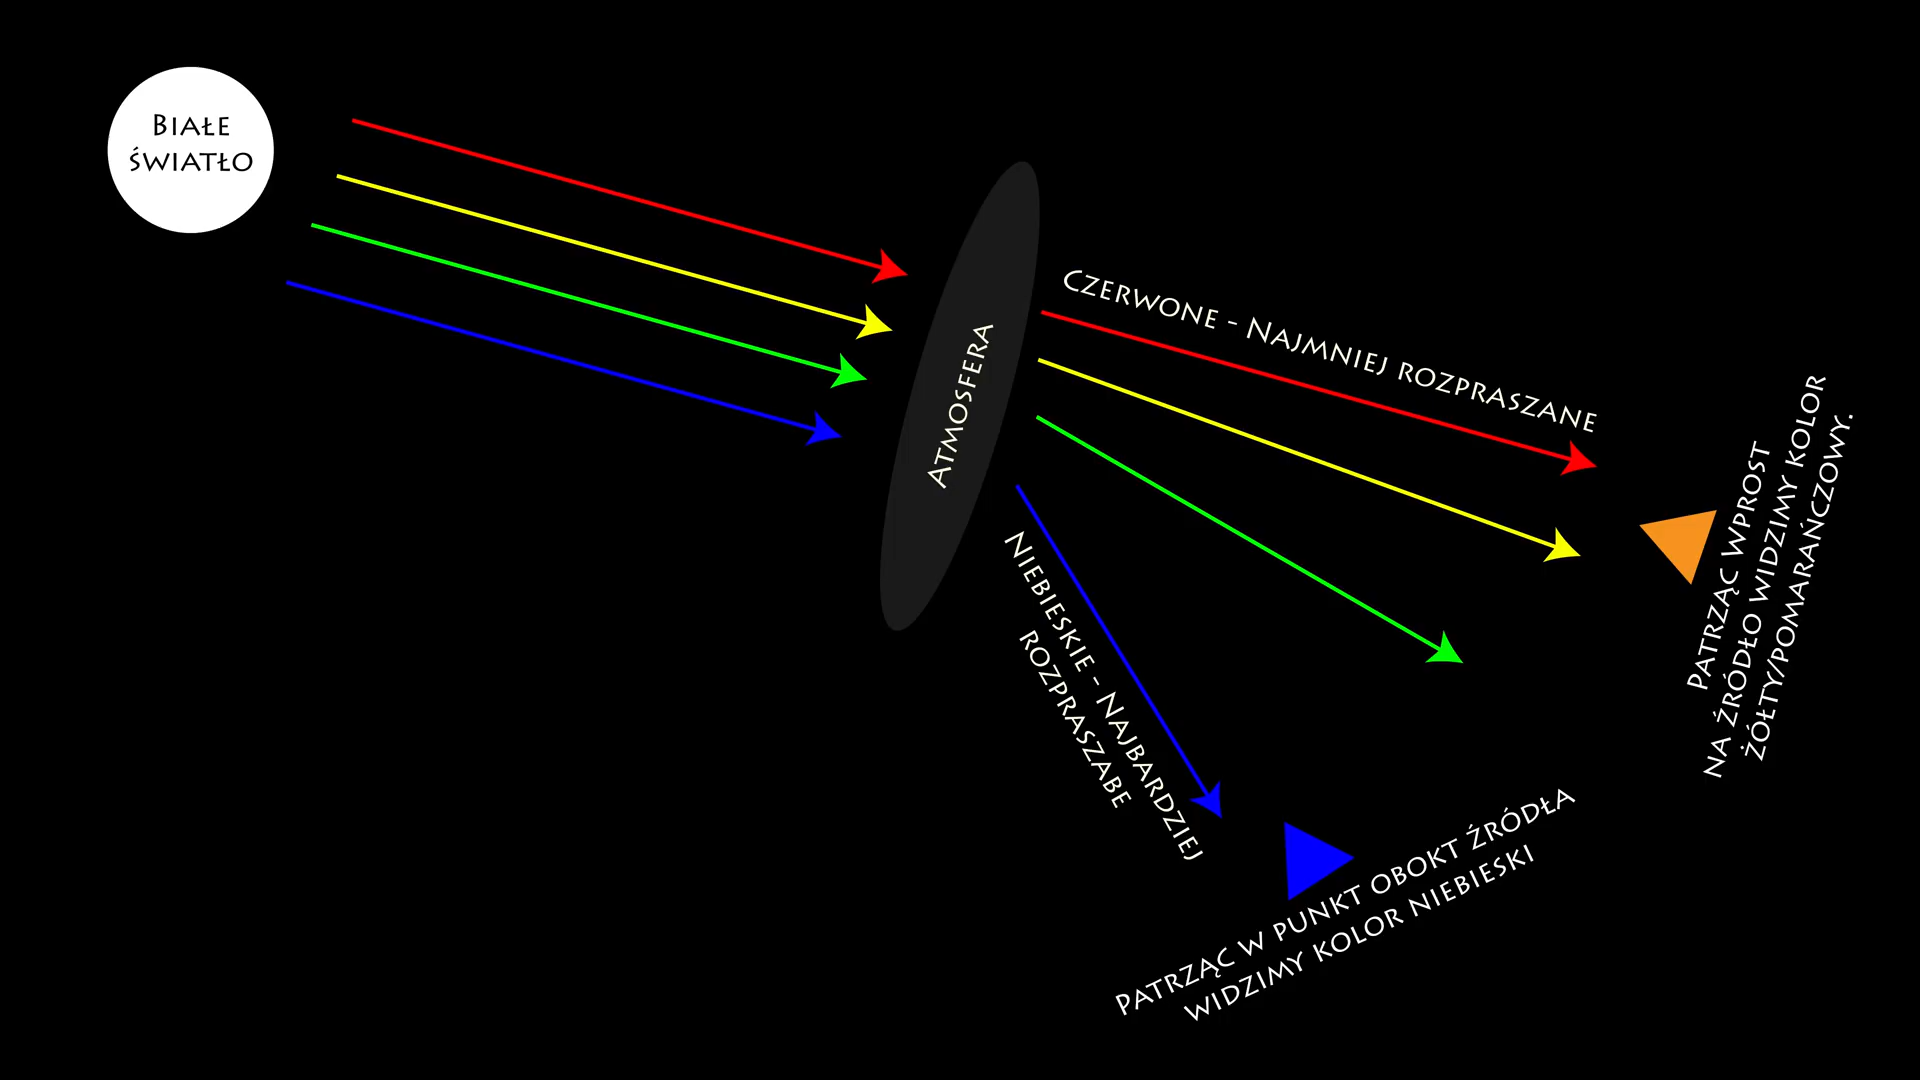 Białe
światło
Atmosfera
Czerwone - Najmniej rozpraszane
Niebieskie - Najbardziej
rozpraszabe
Patrząc wprost
na źródło widzimy kolor
żółty/pomarańczowy.
Patrząc w punkt obokt źródła
widzimy kolor niebieski